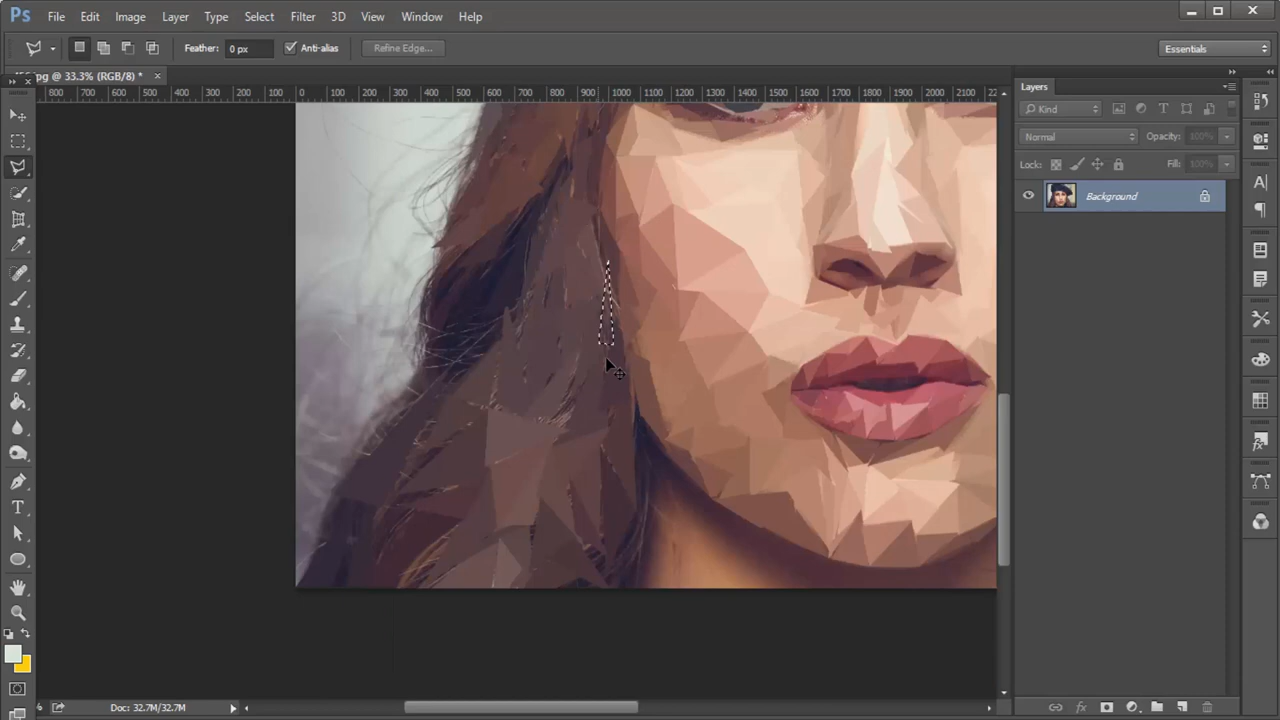 Ps File Edit Image Layer Type Select Filter 3D View Window Help
Feather: 0 px Anti-alias Refine Edge... Essentials
jpg @ 33.3% (RGB/8) * ×
800 700 600 500 400 300 200 100 0 100 200 300 400 500 600 700 800 900 1000 1100 1200 1300 1400 1500 1600 1700 1800 1900 2000 2100
Layers
Kind
Normal Opacity: 100%
Lock: Fill: 100%
Background
Doc: 32.7M/32.7M